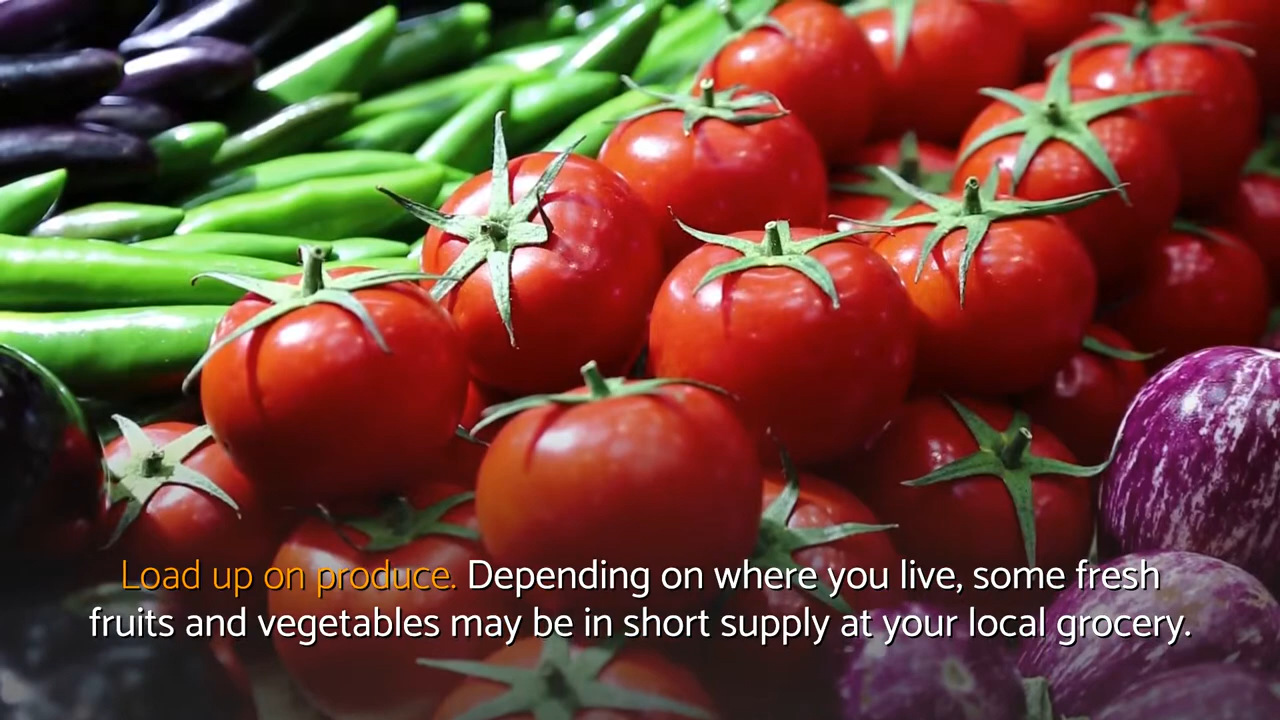 Load up on produce. Depending on where you live, some fresh
fruits and vegetables may be in short supply at your local grocery.